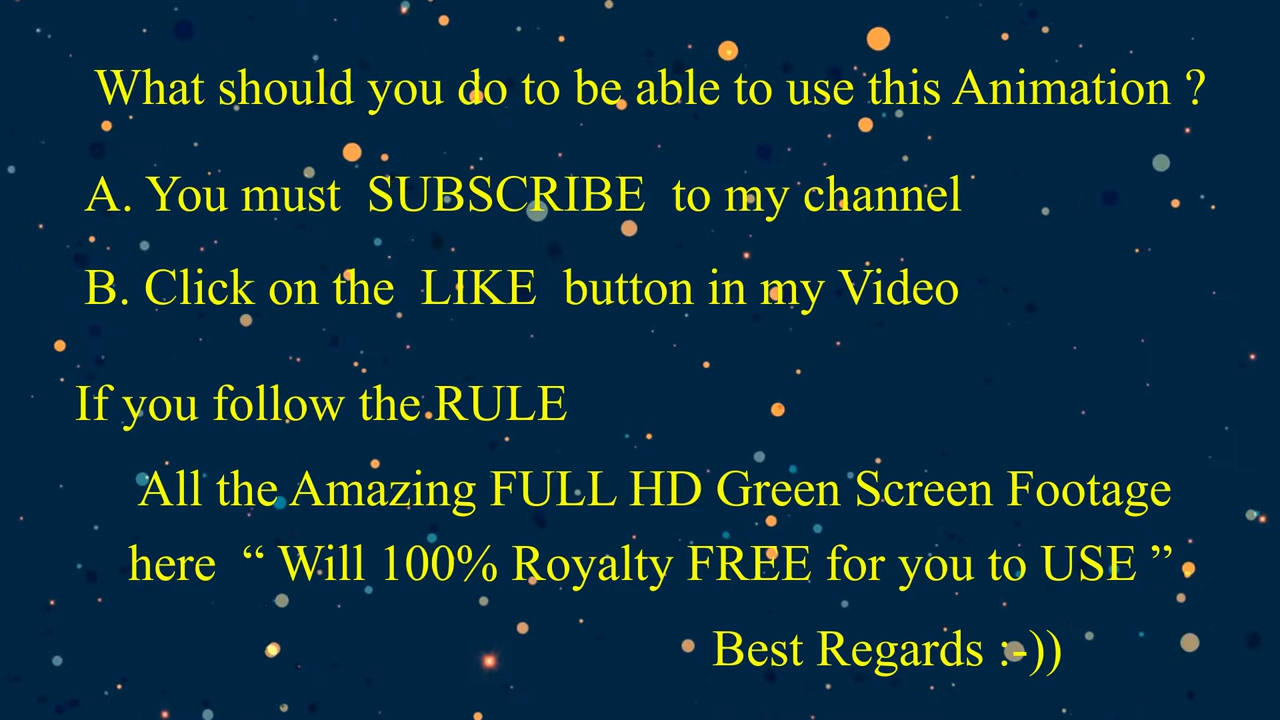 What should you do to be able to use this Animation ?
A. You must SUBSCRIBE to my channel
B. Click on the LIKE button in my Video
If you follow the RULE
All the Amazing FULL HD Green Screen Footage
here “ Will 100% Royalty FREE for you to USE ”
Best Regards :-))